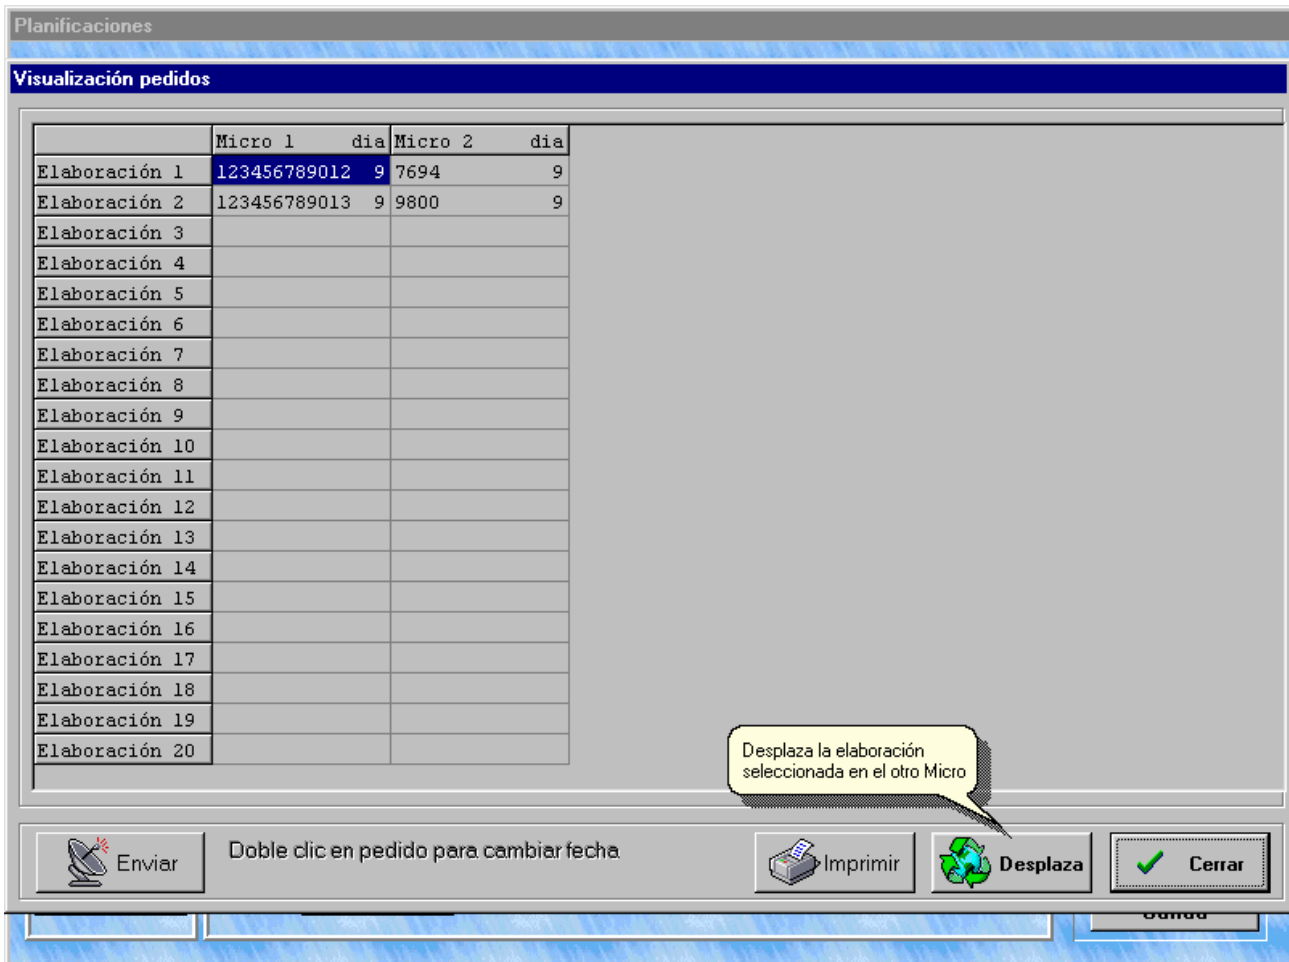 Planificaciones
Visualización pedidos
Micro 1 dia Micro 2 dia
Elaboración 1 123456789012 9 7694 9
Elaboración 2 123456789013 9 9800 9
Elaboración 3
Elaboración 4
Elaboración 5
Elaboración 6
Elaboración 7
Elaboración 8
Elaboración 9
Elaboración 10
Elaboración 11
Elaboración 12
Elaboración 13
Elaboración 14
Elaboración 15
Elaboración 16
Elaboración 17
Elaboración 18
Elaboración 19
Elaboración 20
Desplaza la elaboración
seleccionada en el otro Micro
Enviar Doble clic en pedido para cambiar fecha Imprimir Desplaza Cerrar